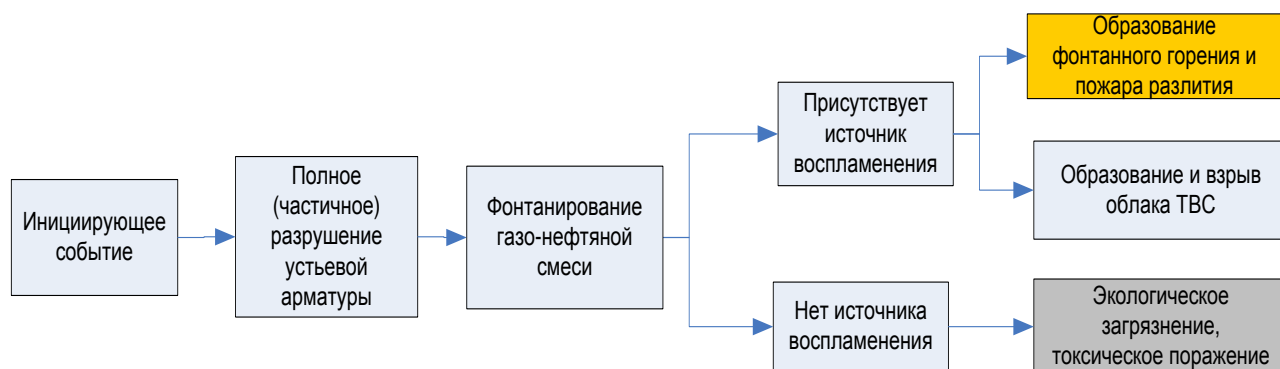 Инициирующее
событие
Полное
(частичное)
разрушение
устьевой
арматуры
Фонтанирование
газо-нефтяной
смеси
Присутствует
источник
воспламенения
Образование
фонтанного горения и
пожара разлития
Образование и взрыв
облака ТВС
Нет источника
воспламенения
Экологическое
загрязнение,
токсическое поражение